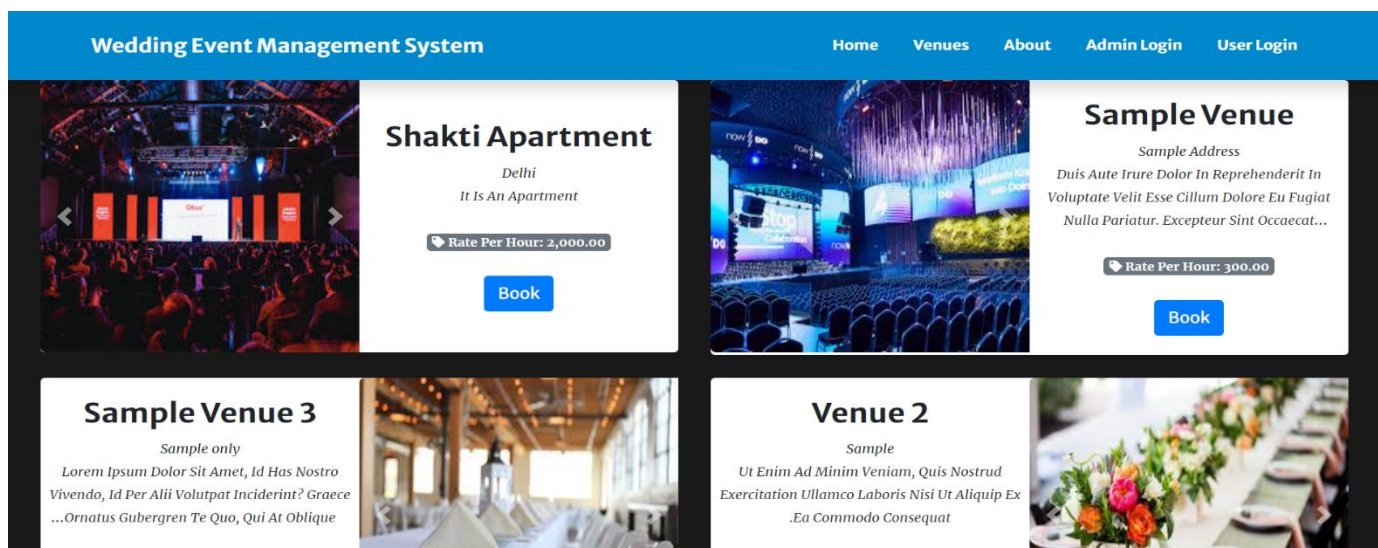 Wedding Event Management System
Home Venues About Admin Login User Login
Shakti Apartment
Delhi
It Is An Apartment
Rate Per Hour: 2,000.00
Book
now DO
now DO
Stop
Sample Venue
Sample Address
Duis Aute Irure Dolor In Reprehenderit In
Voluptate Velit Esse Cillum Dolore Eu Fugiat
Nulla Pariatur. Excepteur Sint Occaecat...
Rate Per Hour: 300.00
Book
Sample Venue 3
Sample only
Lorem Ipsum Dolor Sit Amet, Id Has Nostro
Vivendo, Id Per Alii Volutpat Inciderint? Graece
...Ornatus Gubergren Te Quo, Qui At Oblique
Venue 2
Sample
Ut Enim Ad Minim Veniam, Quis Nostrud
Exercitation Ullamco Laboris Nisi Ut Aliquip Ex
.Ea Commodo Consequat